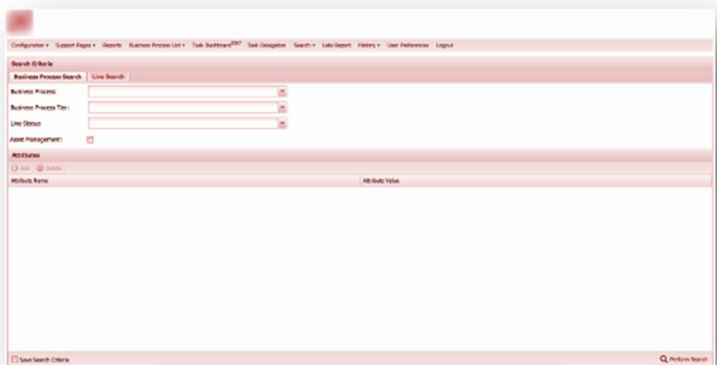 Configuration Support Pages Reports Business Process List Task Dashboard Task Delegation Search Late Report History User Preferences Logout
Search Criteria
Business Process Search Line Search
Business Process:
Business Process Tier:
Line Status:
Asset Management:
Attributes
Add Delete
Attribute Name Attribute Value
Save Search Criteria Perform Search